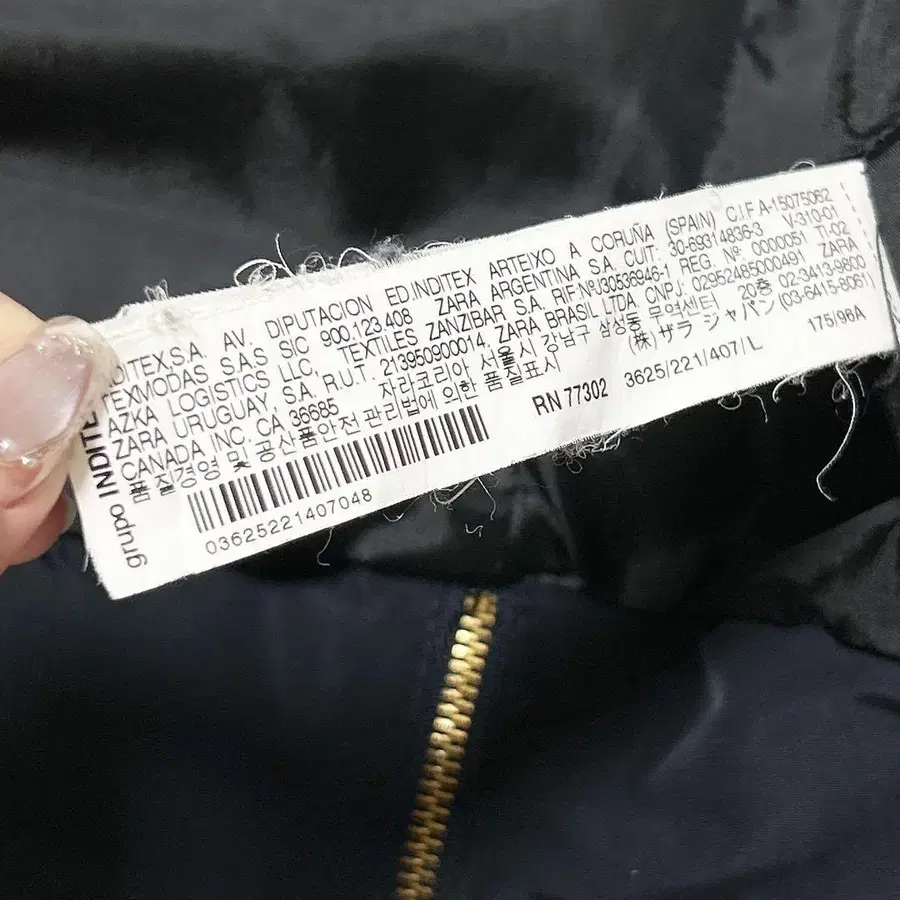 grupo INDITE
INDITEX.S.A. AV. DIPUTACION ED.INDITEX ARTEIXO A CORUÑA (SPAIN) C.I.F A-15075062
TEXMODAS S.A.S SIC 900.123.408 ZARA ARGENTINA S.A. CUIT: 30-69314836-3 V-310-01
AZKA LOGISTICS LLC, TEXTILES ZANZIBAR S.A. RIF Nº:J30536946-1 REG. Nº: 0000051 TI-02
ZARA URUGUAY, S.A. R.U.T. 213950900014, ZARA BRASIL LTDA. CNPJ: 02952485000491 ZARA
CANADA INC. CA 36685 자라코리아 서울시 강남구 삼성동 무역센터 20층 02-3413-9800
품질경영 및 공산품안전 관리법에 의한 품질표시 (株) ザラ ジャパン (03-6415-8061)
RN 77302 3625/221/407/L 175/96A
03625221407048